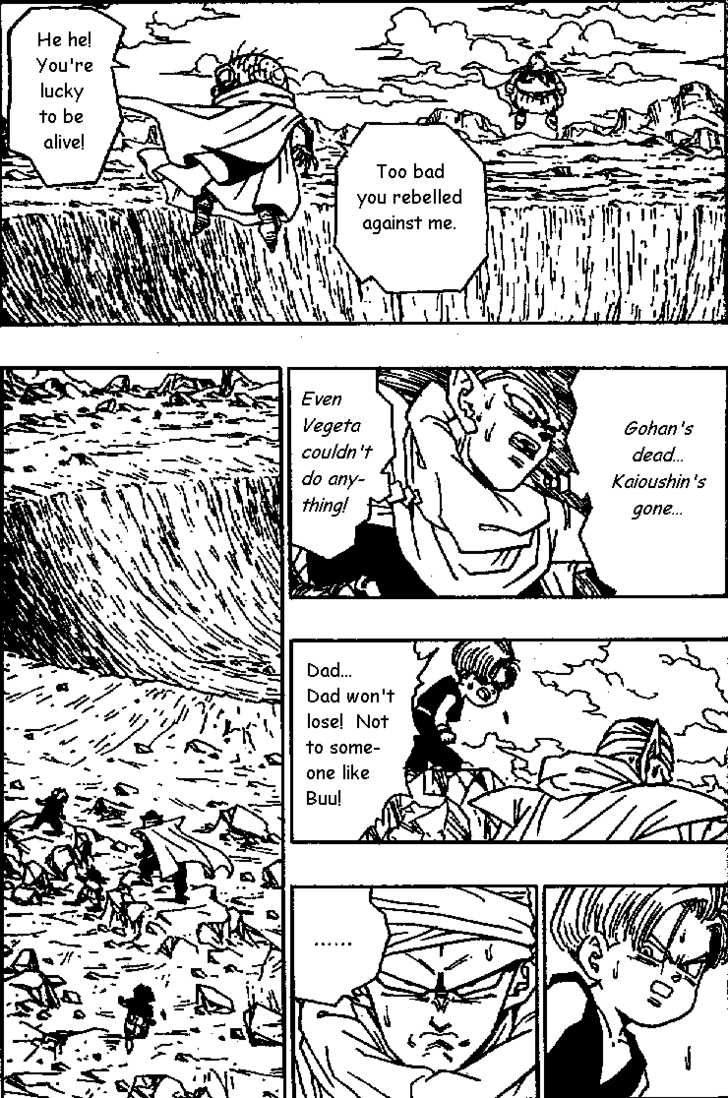 He he!
You're
lucky
to be
alive!
Too bad
you rebelled
against me.
Gohan's
dead...
Kaioushin's
gone...
Even
Vegeta
couldn't
do any-
thing!
Dad...
Dad won't
lose! Not
to some-
one like
Buu!
......